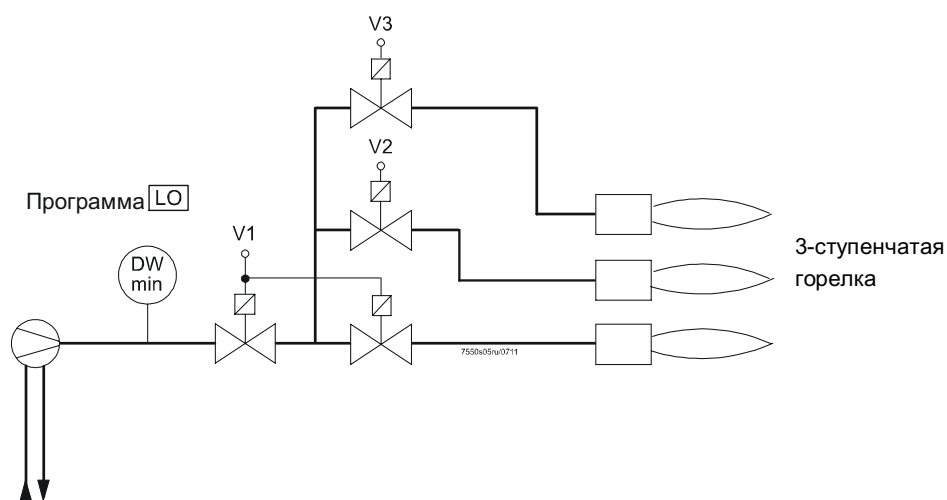 V3
V2
Программа LO
V1
DW
min
3-ступенчатая
горелка
7550s05ru/0711